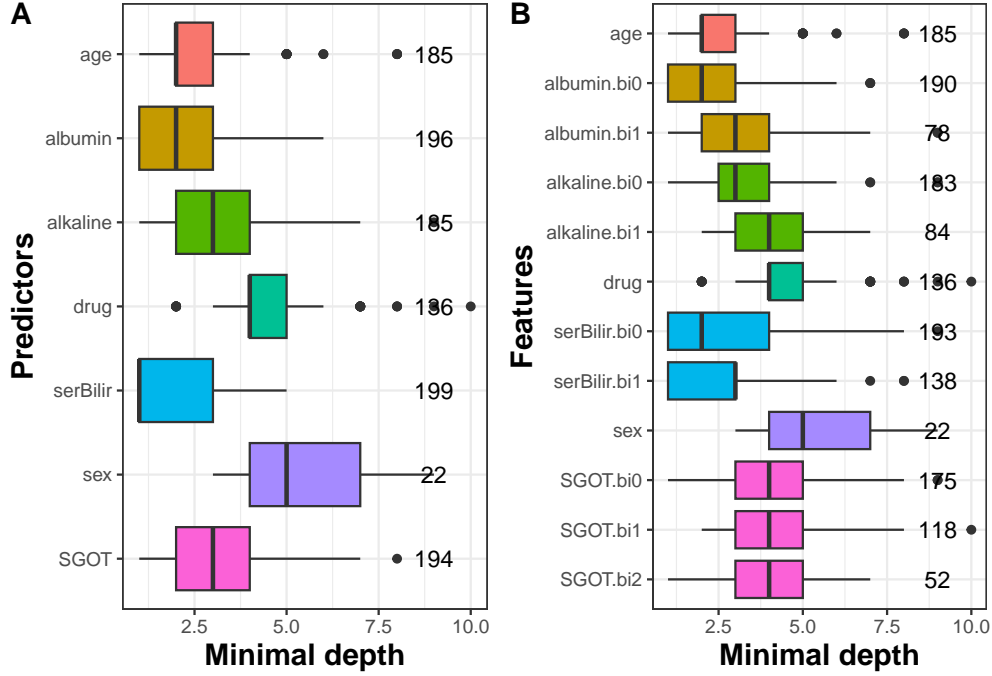 A
Predictors
age
185
albumin
196
alkaline
185
drug
136
serBilir
199
sex
22
SGOT
194
2.5 5.0 7.5 10.0
Minimal depth
B
Features
age
185
albumin.bi0
190
albumin.bi1
78
alkaline.bi0
183
alkaline.bi1
84
drug
136
serBilir.bi0
193
serBilir.bi1
138
sex
22
SGOT.bi0
175
SGOT.bi1
118
SGOT.bi2
52
2.5 5.0 7.5 10.0
Minimal depth